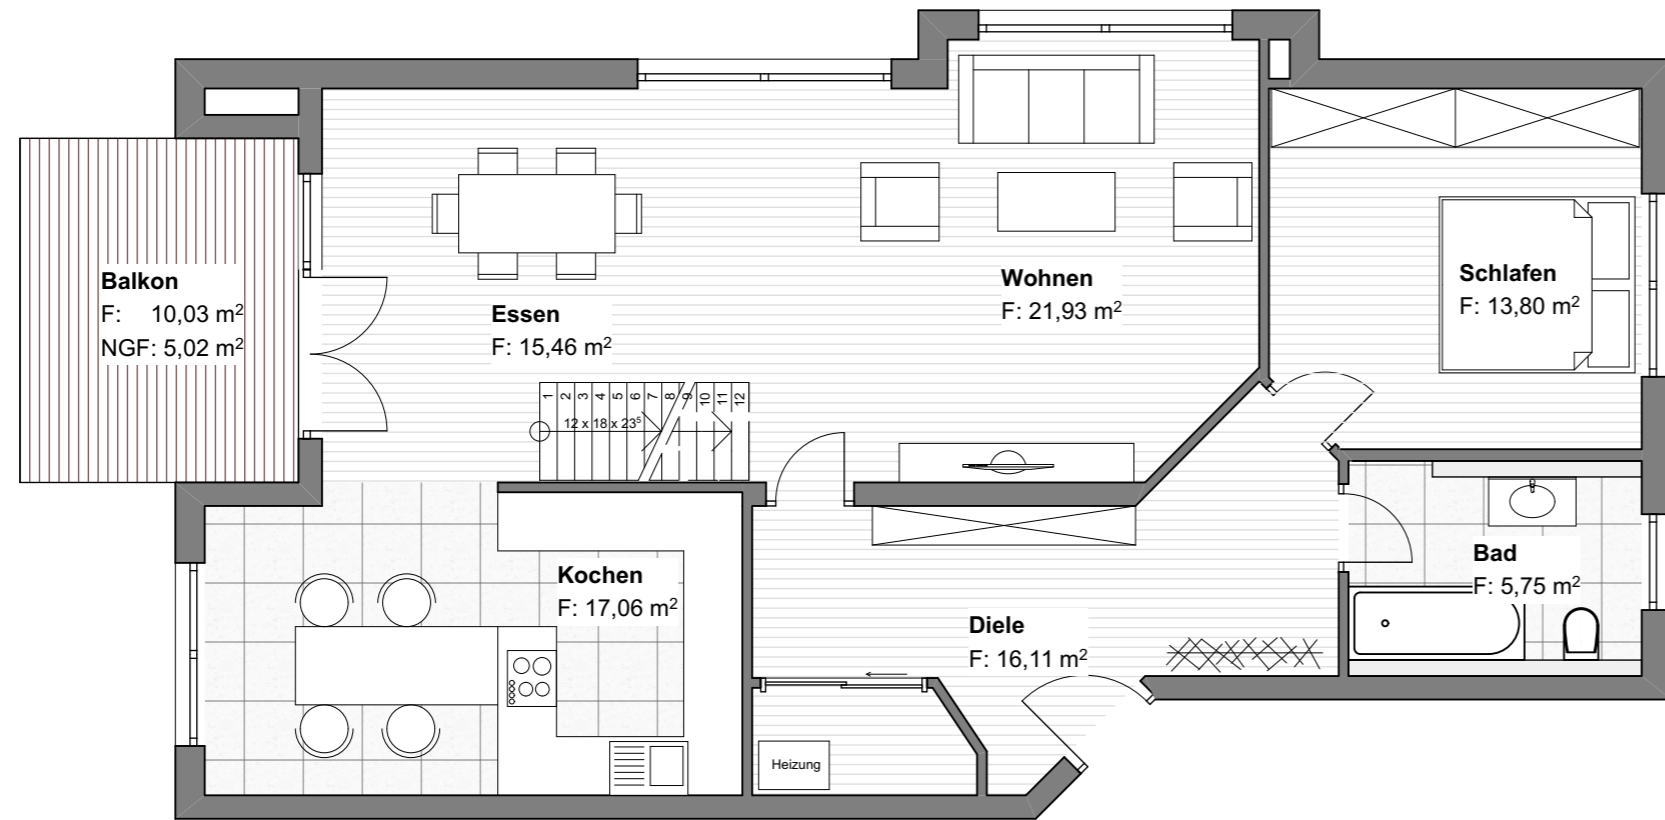 Balkon
F: 10,03 m²
NGF: 5,02 m²
Essen
F: 15,46 m²
Wohnen
F: 21,93 m²
Schlafen
F: 13,80 m²
1 2 3 4 5 6 7 8 9 10 11 12
12 x 18 x 23⁵
Kochen
F: 17,06 m²
Diele
F: 16,11 m²
Bad
F: 5,75 m²
Heizung